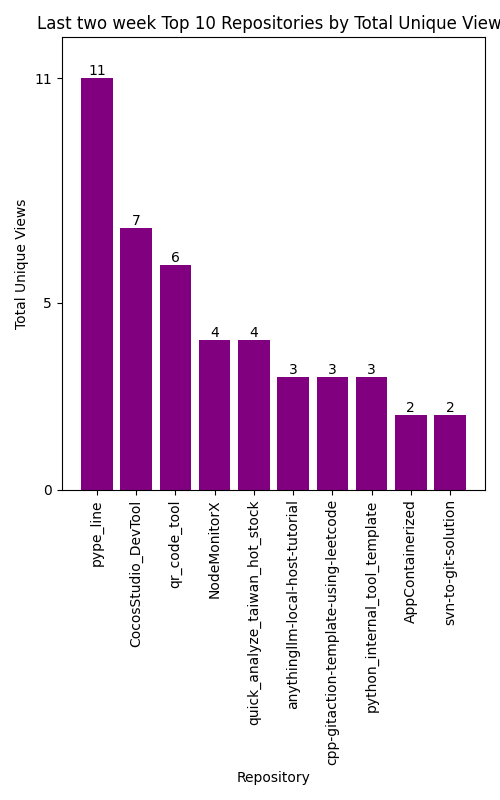 Last two week Top 10 Repositories by Total Unique View
11
7
6
4
4
3
3
3
2
2
11
5
0
Total Unique Views
pype_line
CocosStudio_DevTool
qr_code_tool
NodeMonitorX
quick_analyze_taiwan_hot_stock
anythingllm-local-host-tutorial
cpp-gitaction-template-using-leetcode
python_internal_tool_template
AppContainerized
svn-to-git-solution
Repository